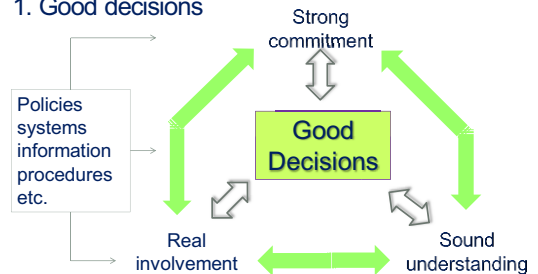 1. Good decisions
Strong
commitment
Policies
systems
information
procedures
etc.
Good
Decisions
Real
involvement
Sound
understanding